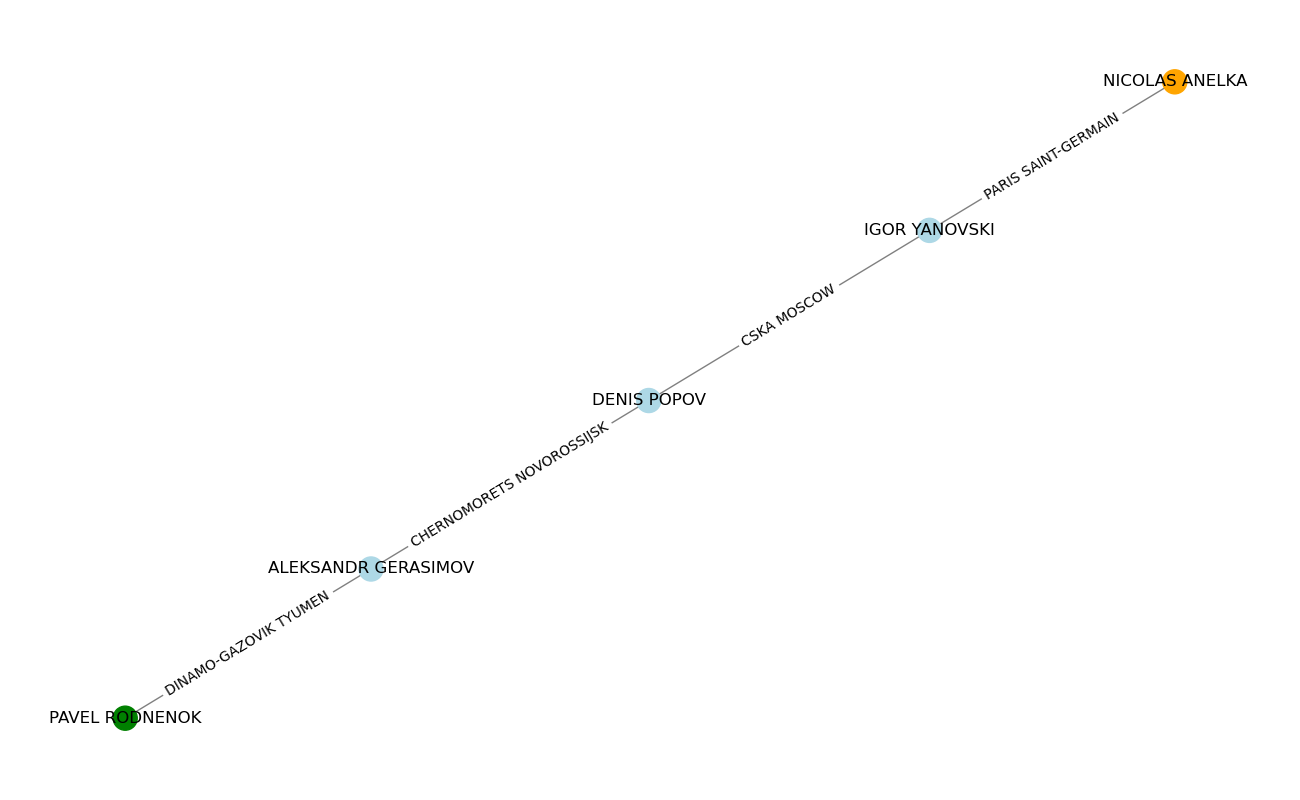 NICOLAS ANELKA
PARIS SAINT-GERMAIN
IGOR YANOVSKI
CSKA MOSCOW
DENIS POPOV
CHERNOMORETS NOVOROSSIJSK
ALEKSANDR GERASIMOV
DINAMO-GAZOVIK TYUMEN
PAVEL RODNENOK